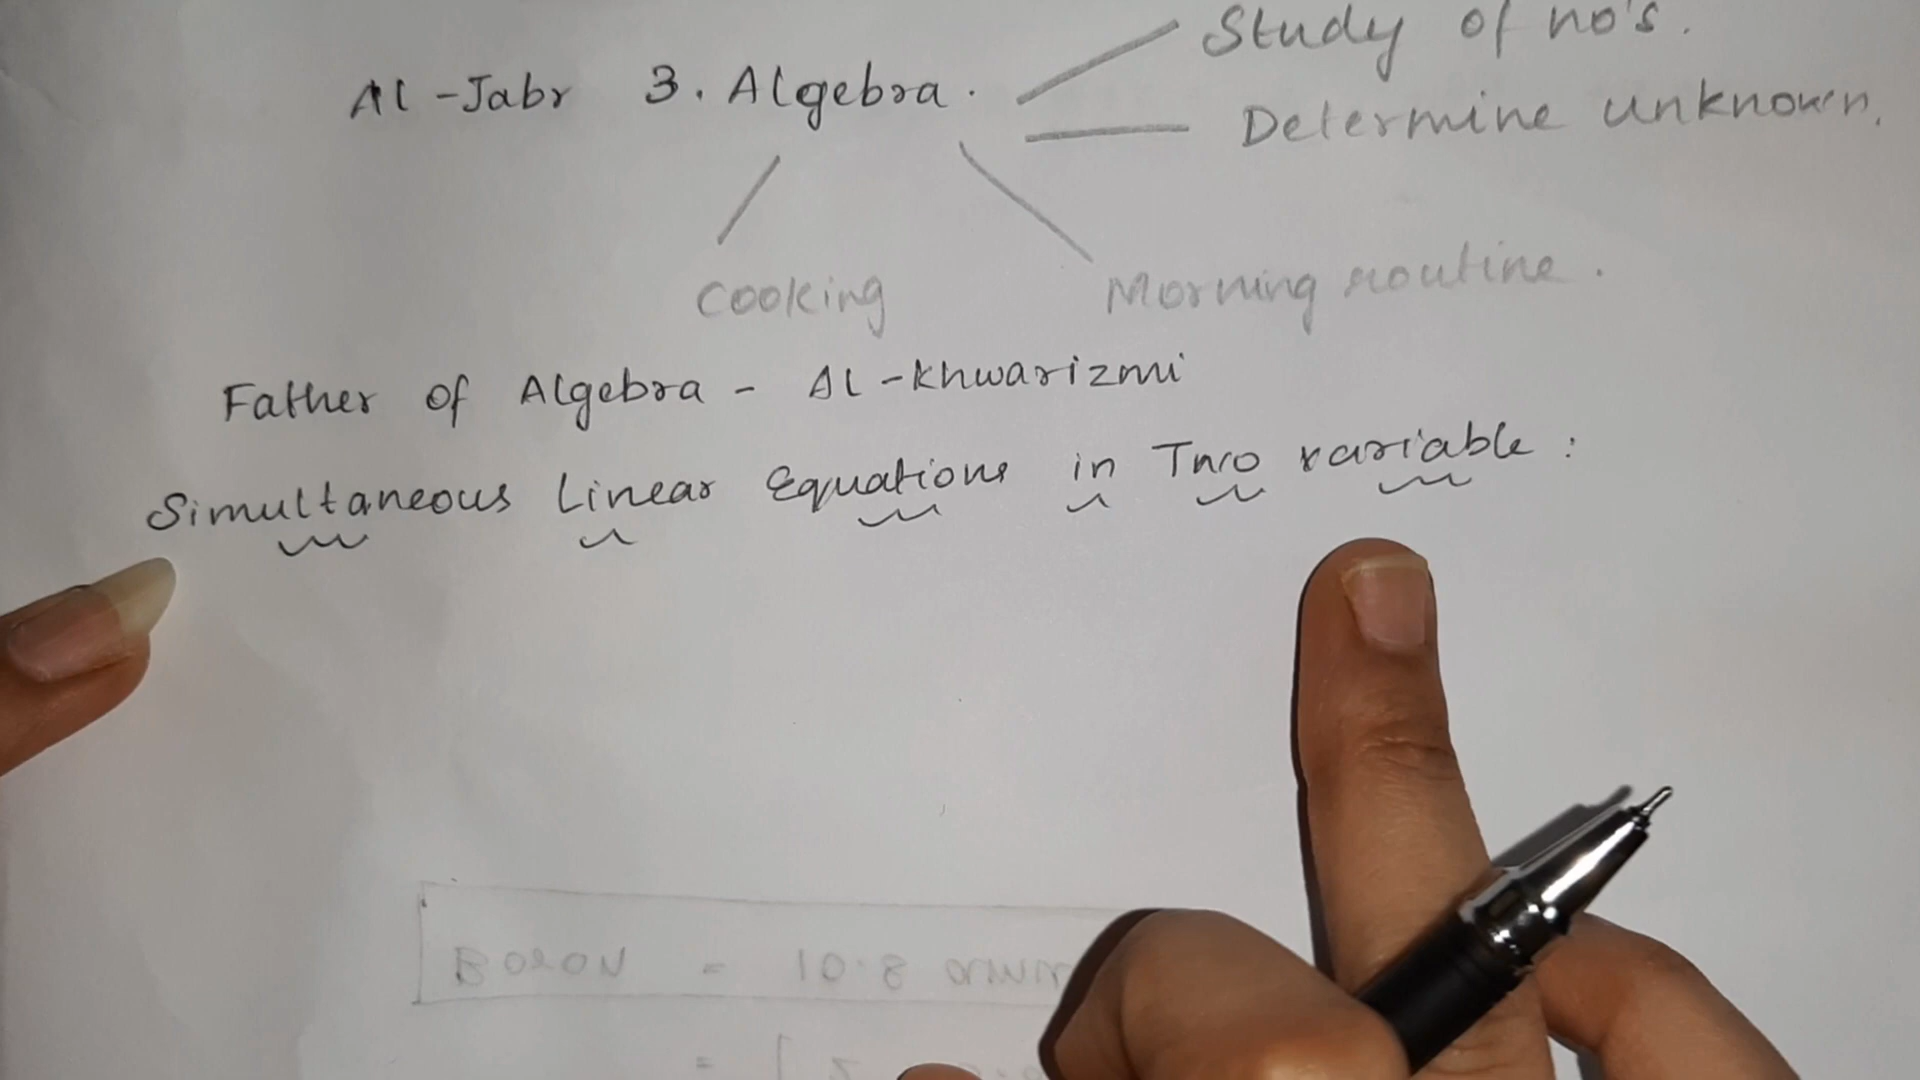 Study of no's.
Al-Jabr 3. Algebra.
Determine unknown.
Cooking
Morning routine.
Father of Algebra - Al-khwarizmi
Simultaneous Linear Equations in Two variable :
Boron = 10.8